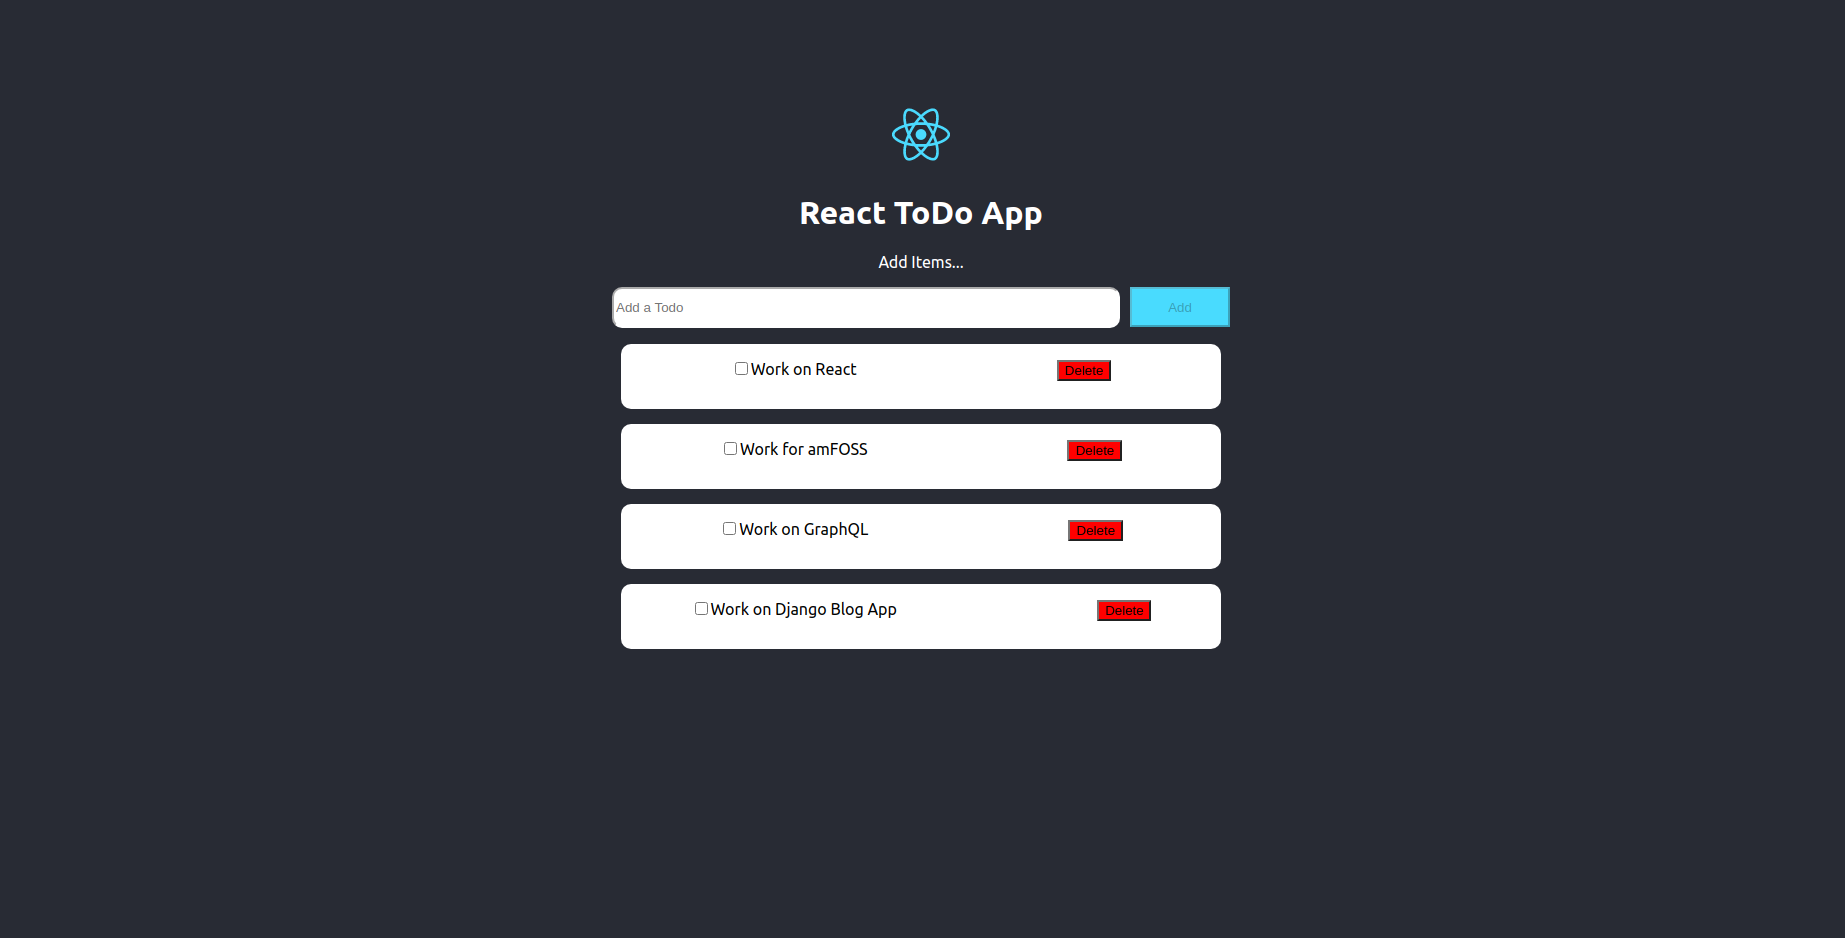 React ToDo App
Add Items...
Add a Todo Add
Work on React Delete
Work for amFOSS Delete
Work on GraphQL Delete
Work on Django Blog App Delete